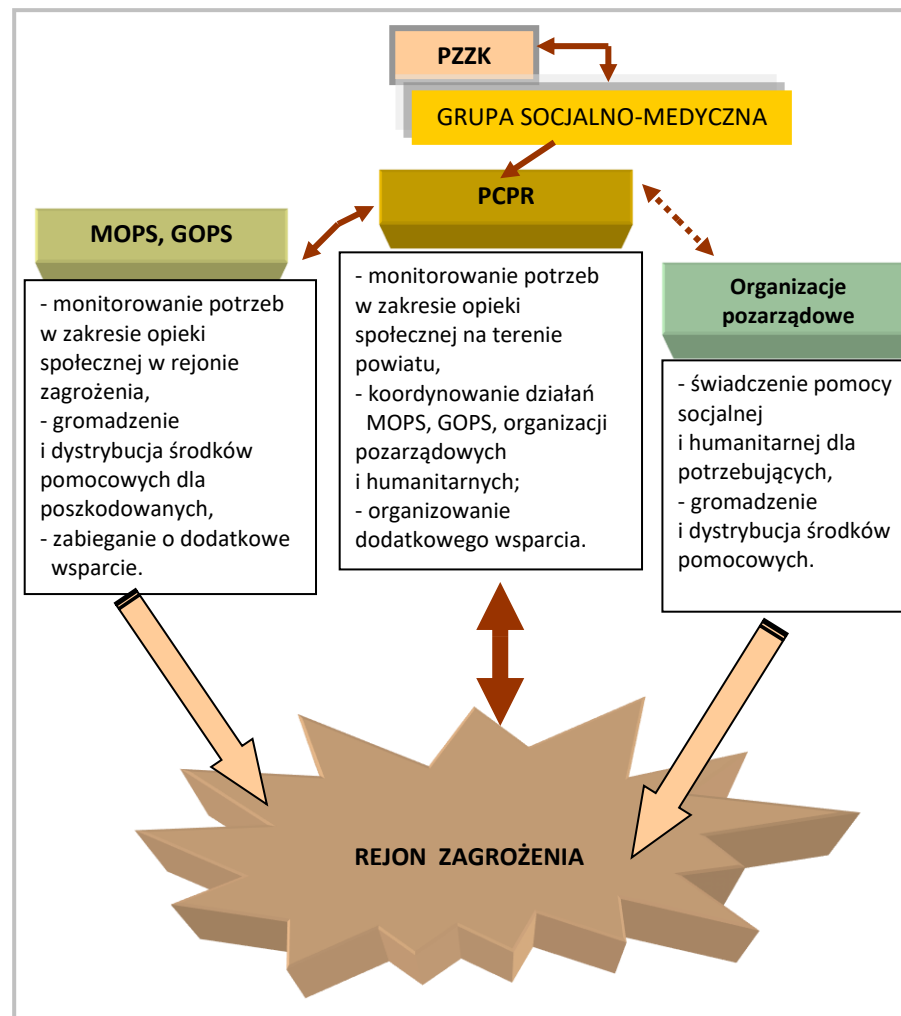 PZZK
GRUPA SOCJALNO-MEDYCZNA
PCPR
MOPS, GOPS
- monitorowanie potrzeb
w zakresie opieki
społecznej w rejonie
zagrożenia,
- gromadzenie
i dystrybucja środków
pomocowych dla
poszkodowanych,
- zabieganie o dodatkowe
wsparcie.
- monitorowanie potrzeb
w zakresie opieki
społecznej na terenie
powiatu,
- koordynowanie działań
MOPS, GOPS, organizacji
pozarządowych
i humanitarnych;
- organizowanie
dodatkowego wsparcia.
Organizacje
pozarządowe
- świadczenie pomocy
socjalnej
i humanitarnej dla
potrzebujących,
- gromadzenie
i dystrybucja środków
pomocowych.
REJON ZAGROŻENIA